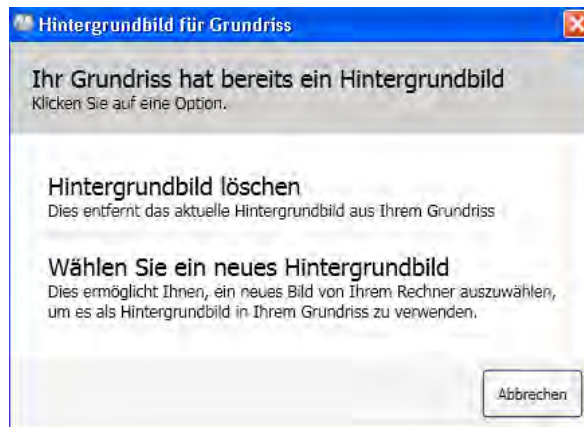 Hintergrundbild für Grundriss
Ihr Grundriss hat bereits ein Hintergrundbild
Klicken Sie auf eine Option.
Hintergrundbild löschen
Dies entfernt das aktuelle Hintergrundbild aus Ihrem Grundriss
Wählen Sie ein neues Hintergrundbild
Dies ermöglicht Ihnen, ein neues Bild von Ihrem Rechner auszuwählen,
um es als Hintergrundbild in Ihrem Grundriss zu verwenden.
Abbrechen